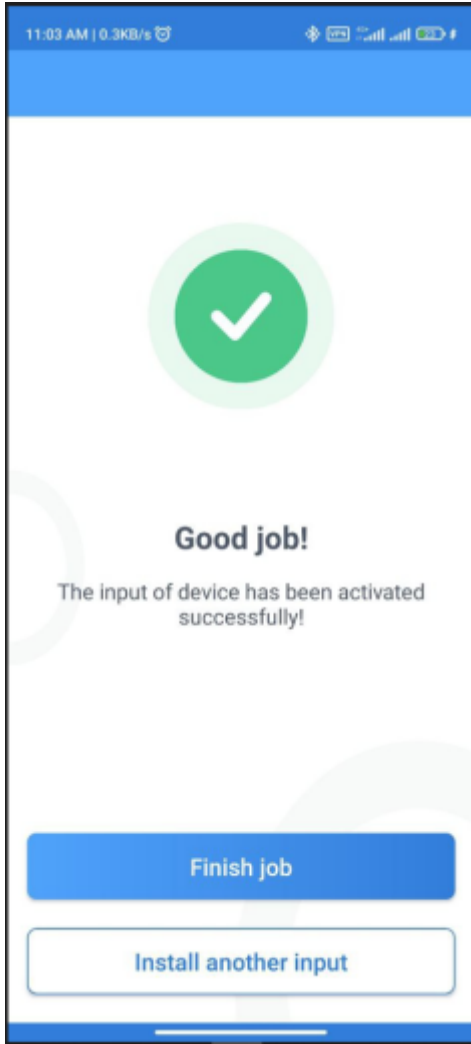 11:03 AM | 0.3KB/s
VPN
Good job!
The input of device has been activated
successfully!
Finish job
Install another input